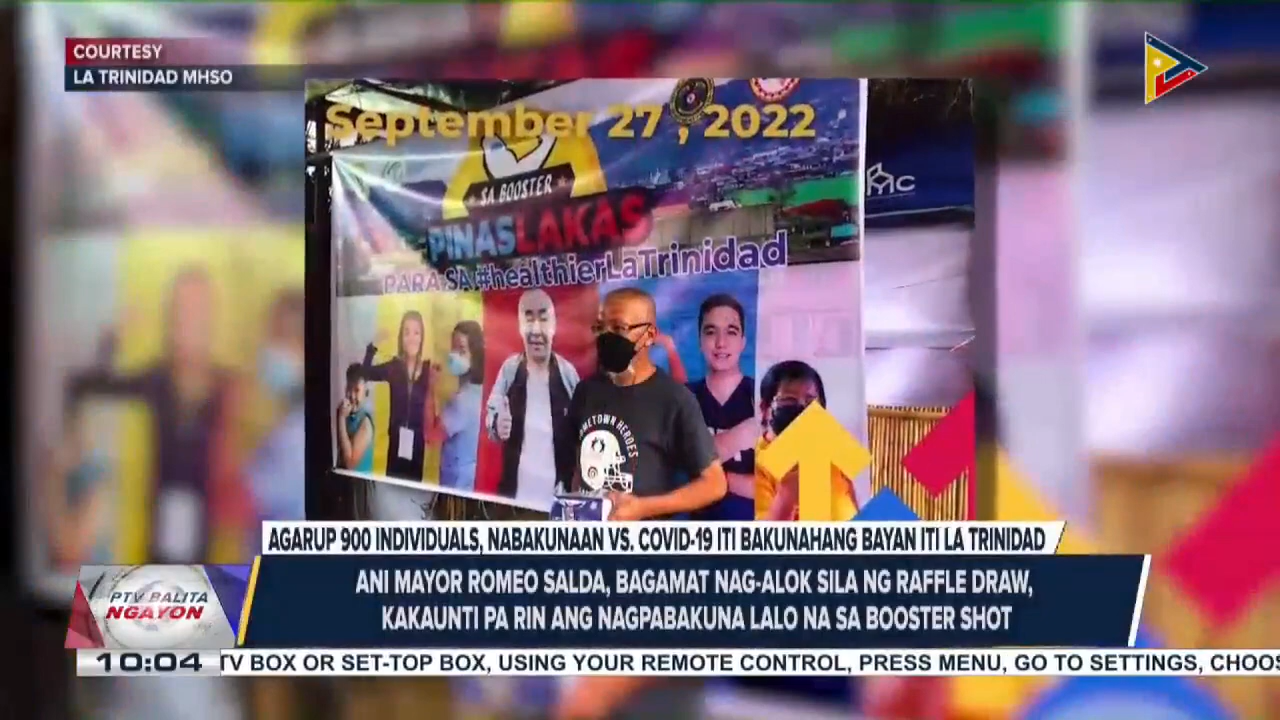 COURTESY
LA TRINIDAD MHSO
September 27 , 2022
SA BOOSTER
PINASLAKAS
PARA SA #healthierLaTrinidad
METOWN HEROES
AGARUP 900 INDIVIDUALS, NABAKUNAAN VS. COVID-19 ITI BAKUNAHANG BAYAN ITI LA TRINIDAD
ANI MAYOR ROMEO SALDA, BAGAMAT NAG-ALOK SILA NG RAFFLE DRAW,
KAKAUNTI PA RIN ANG NAGPABAKUNA LALO NA SA BOOSTER SHOT
PTV BALITA
NGAYON
10:04
TV BOX OR SET-TOP BOX, USING YOUR REMOTE CONTROL, PRESS MENU, GO TO SETTINGS, CHOOS